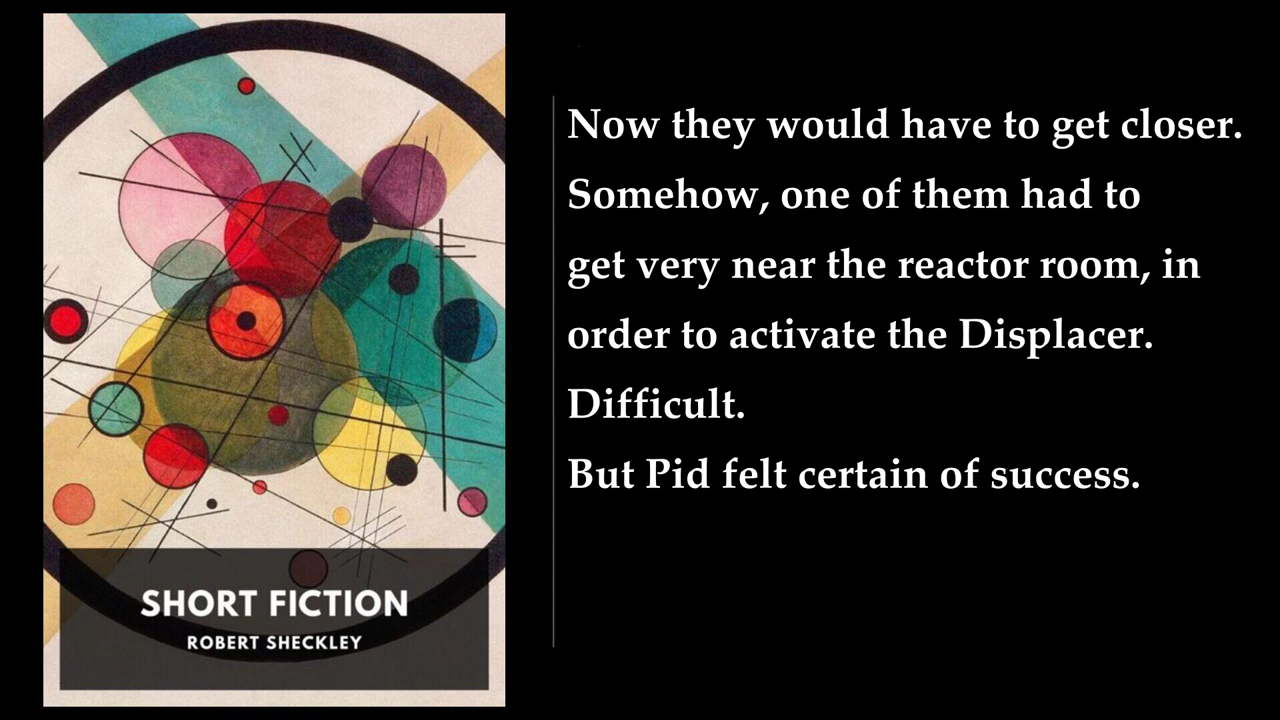 SHORT FICTION
ROBERT SHECKLEY
Now they would have to get closer.
Somehow, one of them had to
get very near the reactor room, in
order to activate the Displacer.
Difficult.
But Pid felt certain of success.